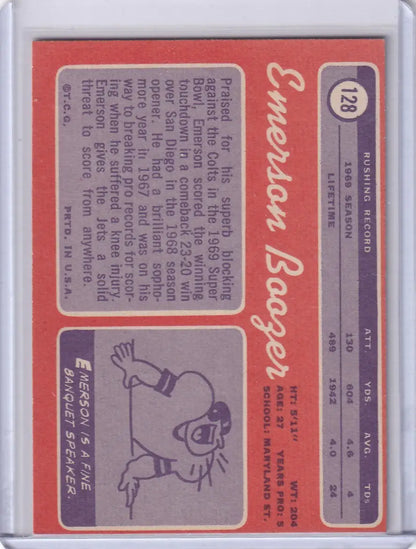 128
RUSHING RECORD ATT. YDS. AVG. TDs
1969 SEASON 130 604 4.6 4
LIFETIME 489 1942 4.0 24
Emerson Boozer
HT: 5'11" WT: 204
AGE: 27 YEARS PRO: 5
SCHOOL: MARYLAND ST.
Praised for his superb blocking
against the Colts in the 1969 Super
Bowl, Emerson scored the winning
touchdown in a comeback 23-20 win
over San Diego in the 1968 season
opener. He had a brilliant sopho-
more year in 1967 and was on his
way to breaking pro records for scor-
ing when he suffered a knee injury.
Emerson gives the Jets a solid
threat to score from anywhere.
©T.C.G. PRTD. IN U.S.A.
EMERSON IS A FINE
BANQUET SPEAKER.